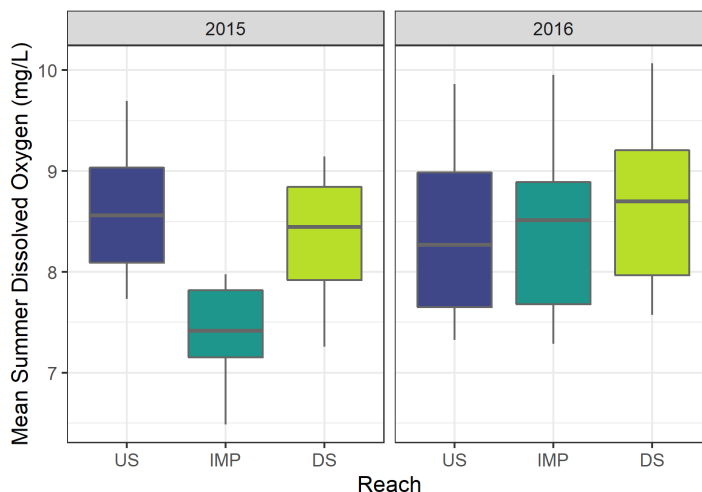 2015
2016
Mean Summer Dissolved Oxygen (mg/L)
10
9
8
7
US IMP DS
US IMP DS
Reach